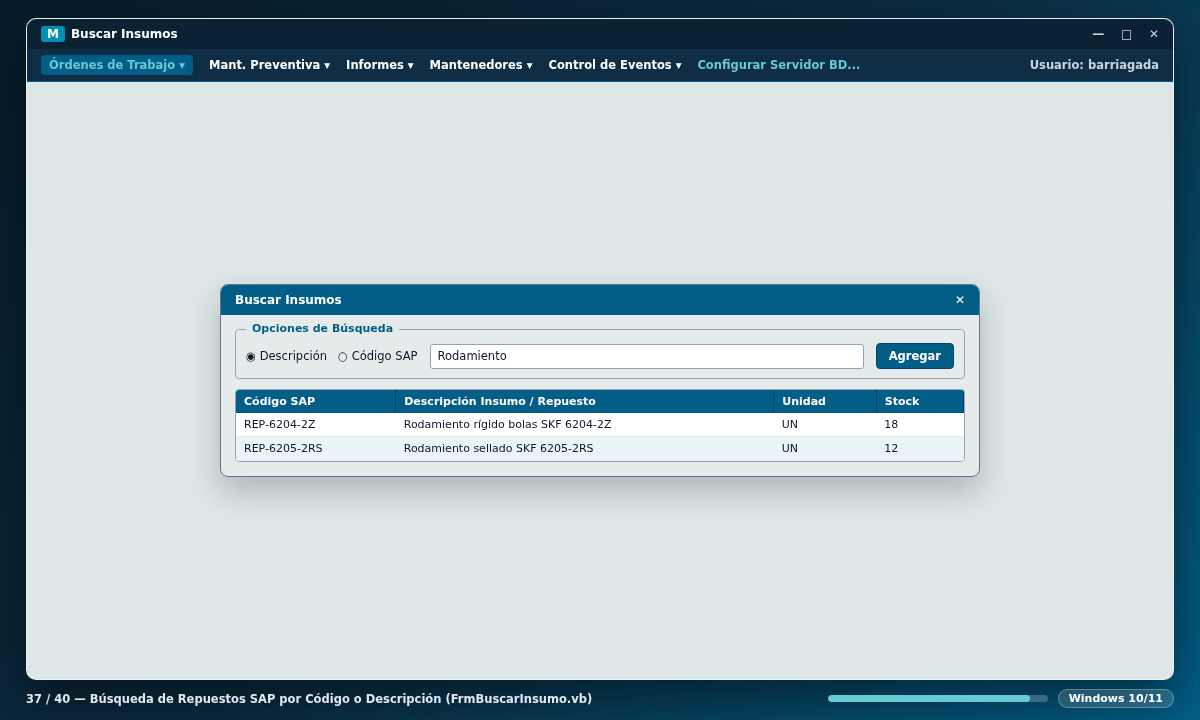 M Buscar Insumos — □ ✕
Órdenes de Trabajo ▾ Mant. Preventiva ▾ Informes ▾ Mantenedores ▾ Control de Eventos ▾ Configurar Servidor BD... Usuario: barriagada
Buscar Insumos ✕
Opciones de Búsqueda
◉ Descripción ○ Código SAP Rodamiento Agregar
Código SAP Descripción Insumo / Repuesto Unidad Stock
REP-6204-2Z Rodamiento rígido bolas SKF 6204-2Z UN 18
REP-6205-2RS Rodamiento sellado SKF 6205-2RS UN 12
37 / 40 — Búsqueda de Repuestos SAP por Código o Descripción (FrmBuscarInsumo.vb) Windows 10/11